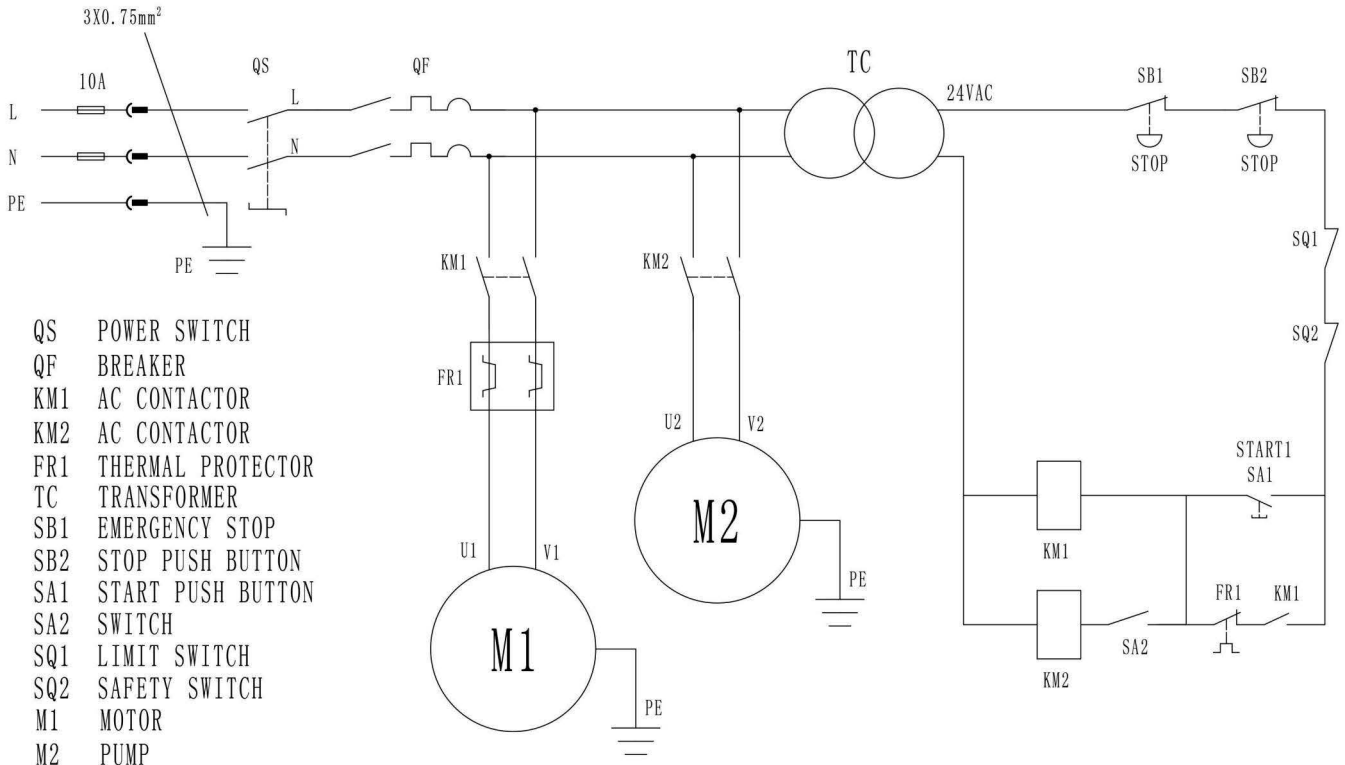 3X0.75mm²
10A
QS
QF
TC
L
L
24VAC
SB1
SB2
N
N
STOP
STOP
PE
PE
KM1
KM2
SQ1
SQ2
FR1
U2
V2
M2
START1
SA1
KM1
U1
V1
PE
FR1
KM1
SA2
KM2
M1
PE
QS POWER SWITCH
QF BREAKER
KM1 AC CONTACTOR
KM2 AC CONTACTOR
FR1 THERMAL PROTECTOR
TC TRANSFORMER
SB1 EMERGENCY STOP
SB2 STOP PUSH BUTTON
SA1 START PUSH BUTTON
SA2 SWITCH
SQ1 LIMIT SWITCH
SQ2 SAFETY SWITCH
M1 MOTOR
M2 PUMP